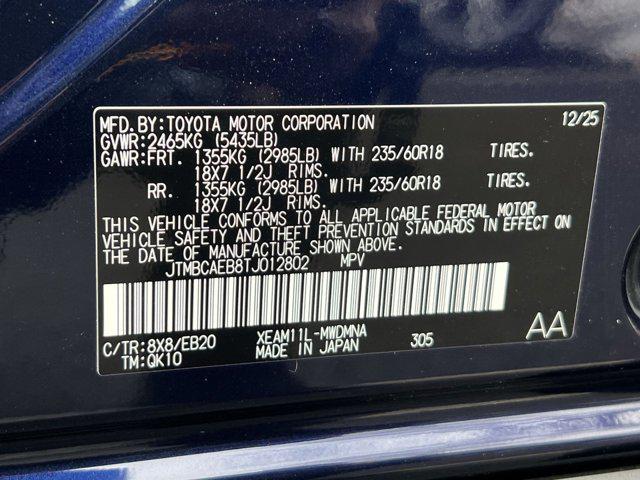 MFD.BY:TOYOTA MOTOR CORPORATION 12/25
GVWR:2465KG (5435LB)
GAWR:FRT. 1355KG (2985LB) WITH 235/60R18 TIRES.
18X7 1/2J RIMS.
RR. 1355KG (2985LB) WITH 235/60R18 TIRES.
18X7 1/2J RIMS.
THIS VEHICLE CONFORMS TO ALL APPLICABLE FEDERAL MOTOR
VEHICLE SAFETY AND THEFT PREVENTION STANDARDS IN EFFECT ON
THE DATE OF MANUFACTURE SHOWN ABOVE.
JTMBCAEB8TJ012802 MPV
C/TR:8X8/EB20 XEAM11L-MWDMNA 305 AA
TM:QK10 MADE IN JAPAN